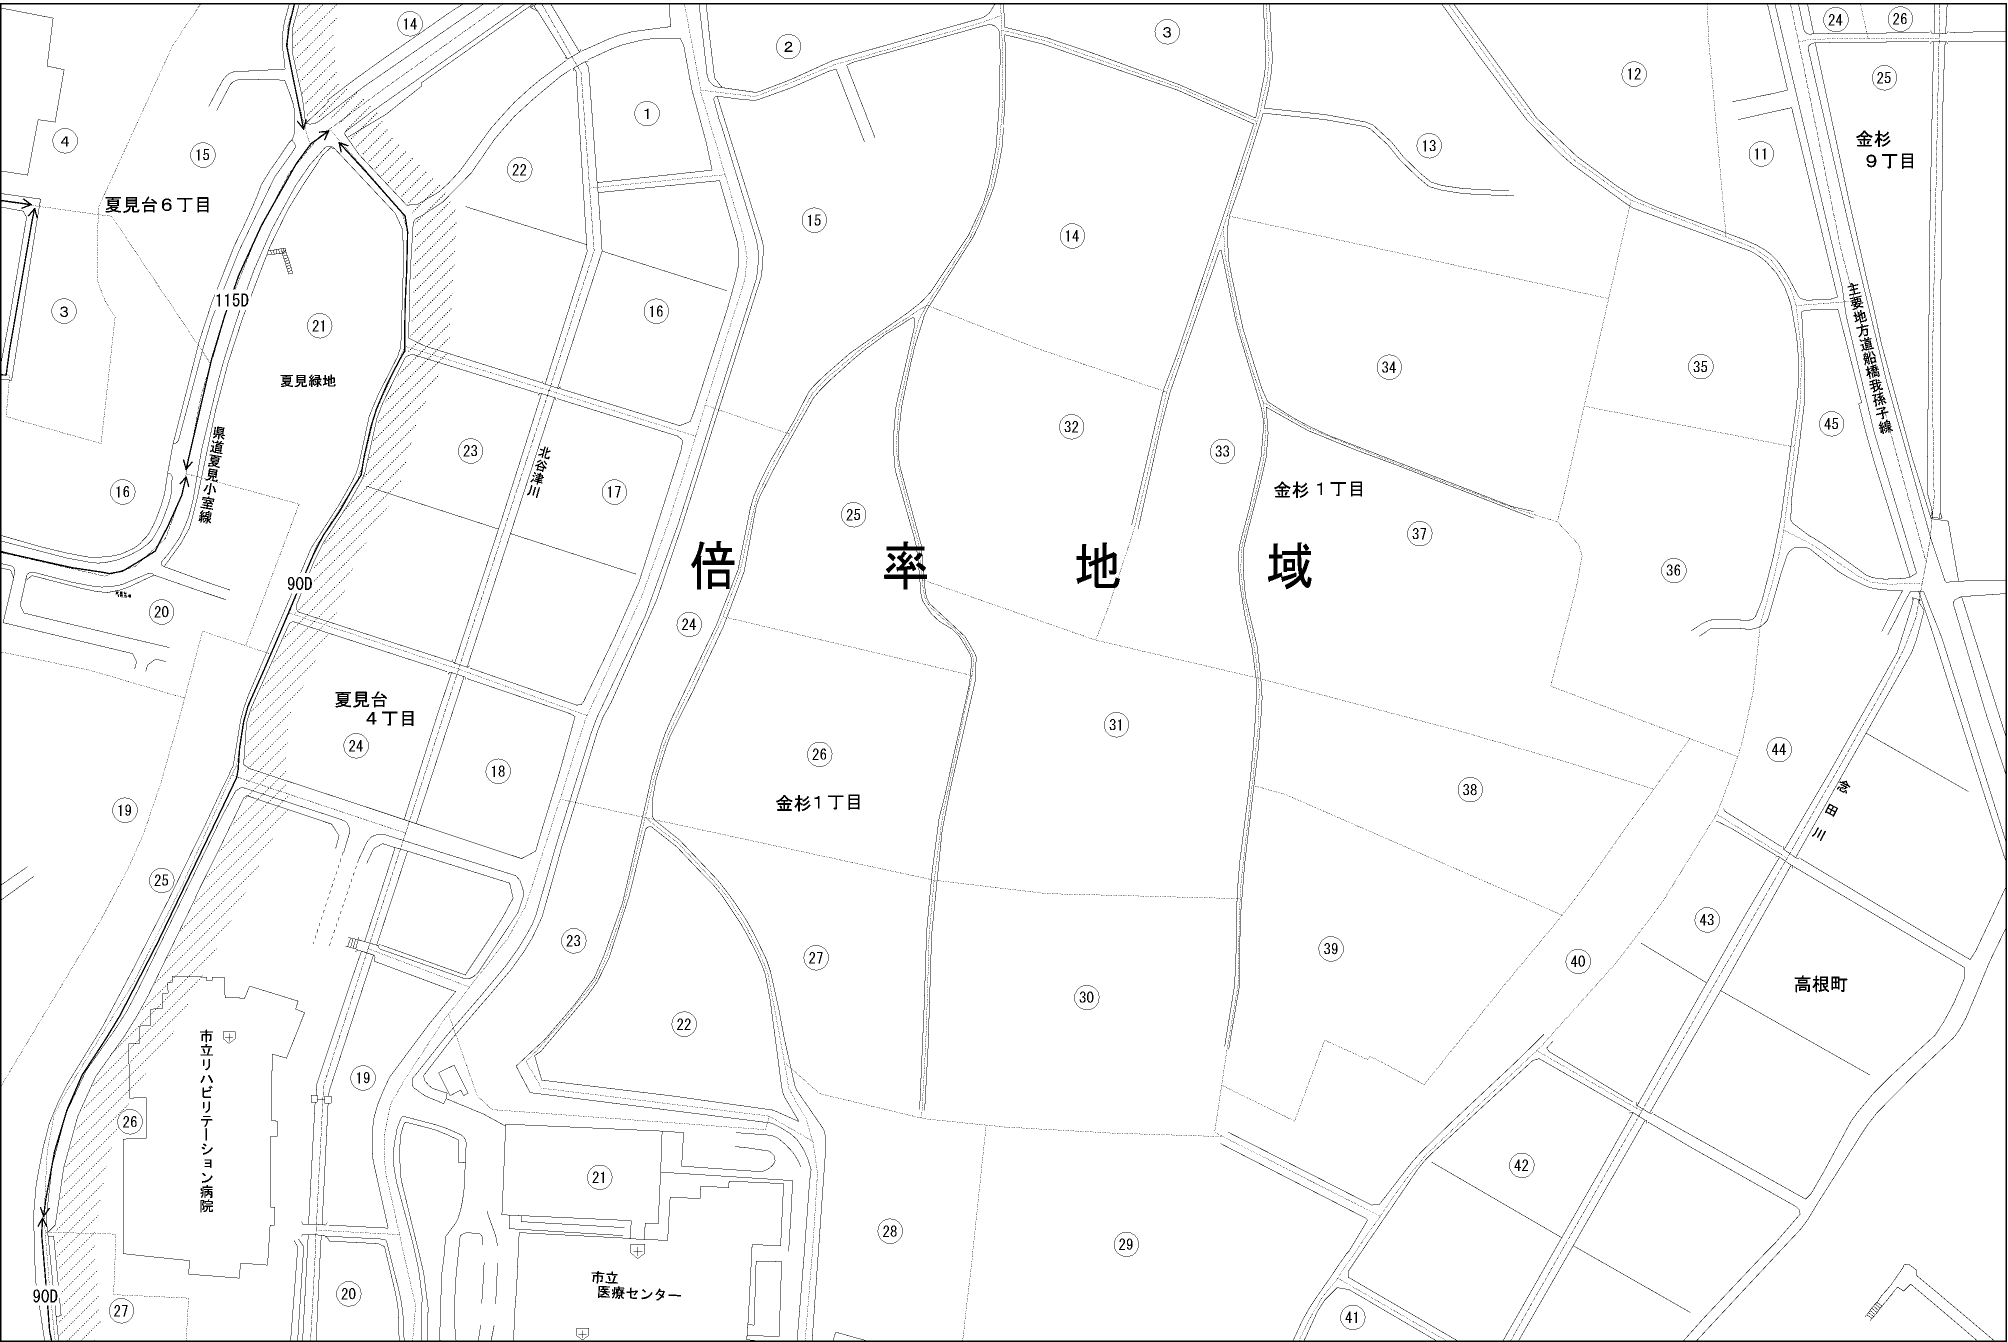 ⑭
②
③
㉔
㉖
⑫
㉕
①
④
⑮
㉒
⑬
⑪
金杉
9丁目
夏見台6丁目
⑮
⑭
115D
③
㉑
⑯
主要地方道船橋我孫子線
夏見緑地
㉞
㉟
㊺
㉜
㉝
県道夏見小室線
㉓
北谷津川
⑰
⑯
㉕
金杉1丁目
㊲
倍率地域
㊱
90D
⑳
㉔
夏見台
4丁目
㉔
⑱
㉖
㉛
㊹
金杉1丁目
㊳
念田川
⑲
㉕
㊸
㉓
㉗
㊴
㊵
高根町
㉚
㉒
市立リハビリテーション病院
⑲
㉖
㉑
㊷
㉘
㉙
市立
医療センター
90D
㉗
⑳
㊶